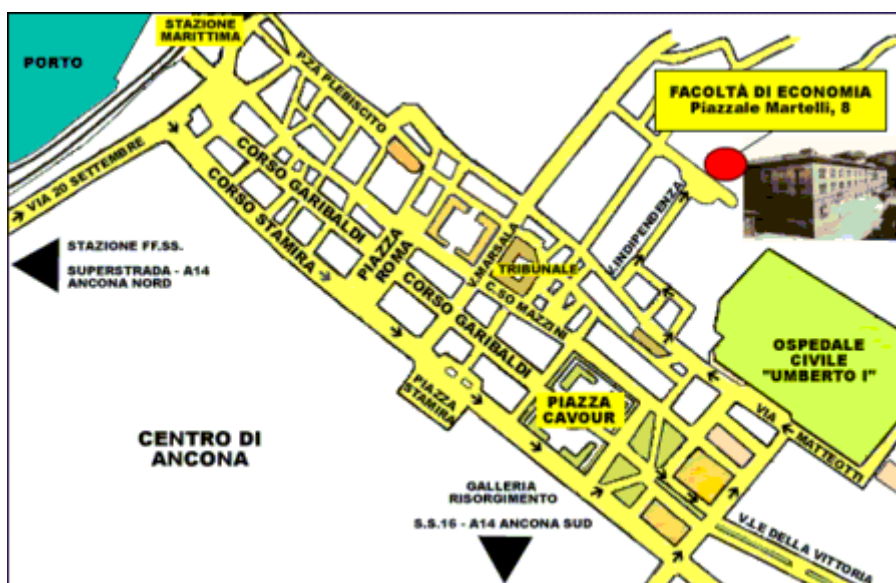 STAZIONE
MARITTIMA
PORTO
P.ZA PLEBISCITO
FACOLTÀ DI ECONOMIA
Piazzale Martelli, 8
VIA 20 SETTEMBRE
CORSO GARIBALDI
CORSO STAMIRA
PIAZZA
ROMA
V.MARSALA
TRIBUNALE
V.INDIPENDENZA
STAZIONE FF.SS.
SUPERSTRADA - A14
ANCONA NORD
C.SO MAZZINI
CORSO GARIBALDI
OSPEDALE
CIVILE
"UMBERTO I"
PIAZZA
STAMIRA
PIAZZA
CAVOUR
VIA
MATTEOTTI
CENTRO DI
ANCONA
GALLERIA
RISORGIMENTO
S.S.16 - A14 ANCONA SUD
V.LE DELLA VITTORIA